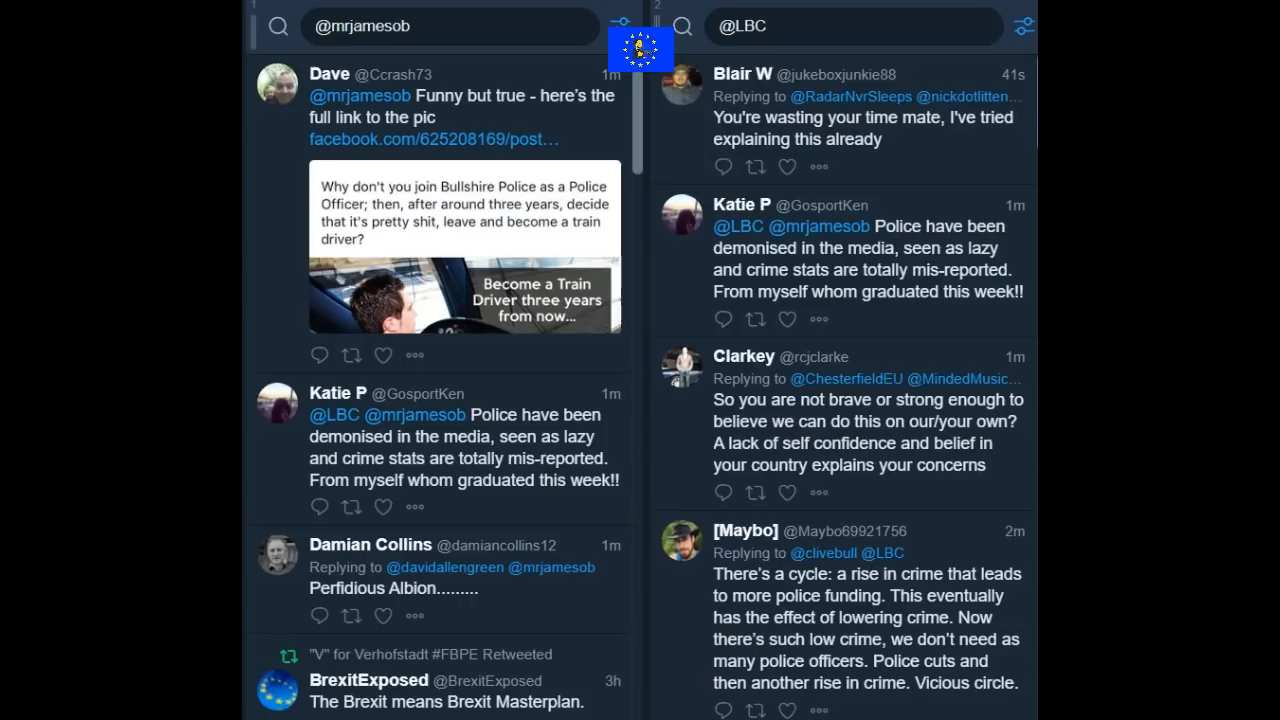 1
@mrjamesob
Dave @Ccrash73 1m
@mrjamesob Funny but true - here's the
full link to the pic
facebook.com/625208169/post…
Why don't you join Bullshire Police as a Police
Officer; then, after around three years, decide
that it's pretty shit, leave and become a train
driver?
Become a Train
Driver three years
from now...
Katie P @GosportKen 1m
@LBC @mrjamesob Police have been
demonised in the media, seen as lazy
and crime stats are totally mis-reported.
From myself whom graduated this week!!
Damian Collins @damiancollins12 1m
Replying to @davidallengreen @mrjamesob
Perfidious Albion.........
"V" for Verhofstadt #FBPE Retweeted
BrexitExposed @BrexitExposed 3h
The Brexit means Brexit Masterplan.
2
@LBC
Blair W @jukeboxjunkie88 41s
Replying to @RadarNvrSleeps @nickdotlitten…
You're wasting your time mate, I've tried
explaining this already
Katie P @GosportKen 1m
@LBC @mrjamesob Police have been
demonised in the media, seen as lazy
and crime stats are totally mis-reported.
From myself whom graduated this week!!
Clarkey @rcjclarke 1m
Replying to @ChesterfieldEU @MindedMusic…
So you are not brave or strong enough to
believe we can do this on our/your own?
A lack of self confidence and belief in
your country explains your concerns
[Maybo] @Maybo69921756 2m
Replying to @clivebull @LBC
There's a cycle: a rise in crime that leads
to more police funding. This eventually
has the effect of lowering crime. Now
there's such low crime, we don't need as
many police officers. Police cuts and
then another rise in crime. Vicious circle.